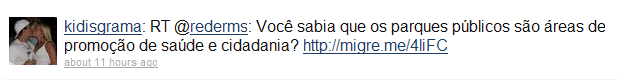 kidisgrama: RT @rederms: Você sabia que os parques públicos são áreas de
promoção de saúde e cidadania? http://migre.me/4liFC
about 11 hours ago